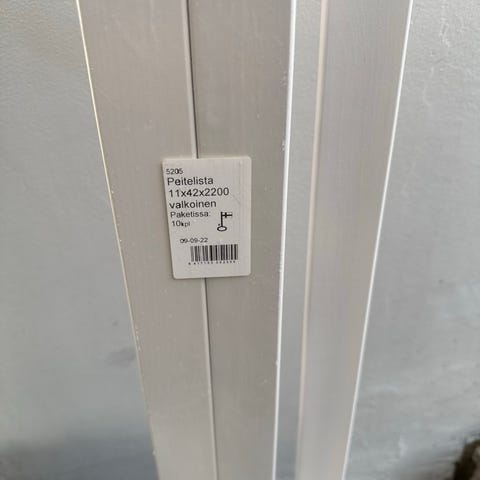 5205
Peitelista
11x42x2200
valkoinen
Paketissa:
10kpl
09-09-22